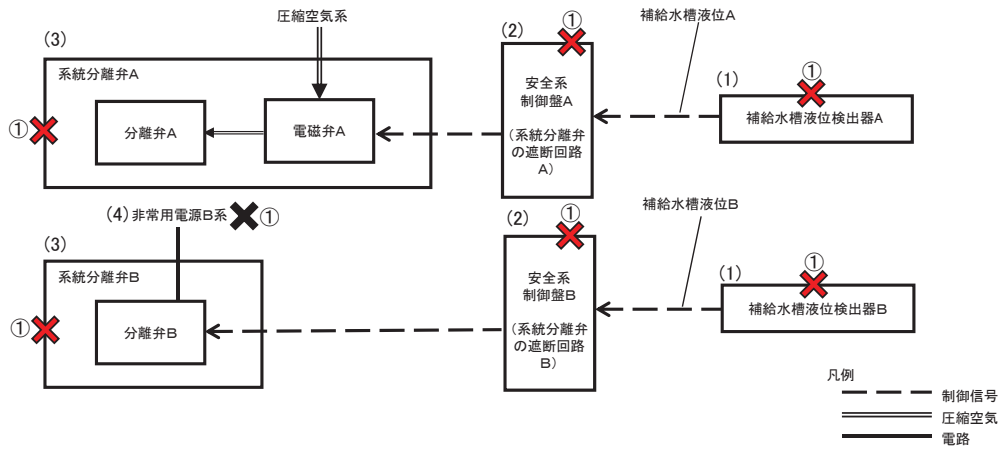 圧縮空気系
補給水槽液位A
(3)
(2)
①
(1)
①
系統分離弁A
安全系
制御盤A
(系統分離弁
の遮断回路
A)
補給水槽液位検出器A
①
分離弁A
電磁弁A
(4)非常用電源B系
①
(3)
(2)
①
補給水槽液位B
(1)
①
系統分離弁B
安全系
制御盤B
(系統分離弁
の遮断回路
B)
補給水槽液位検出器B
①
分離弁B
凡例
制御信号
圧縮空気
電路